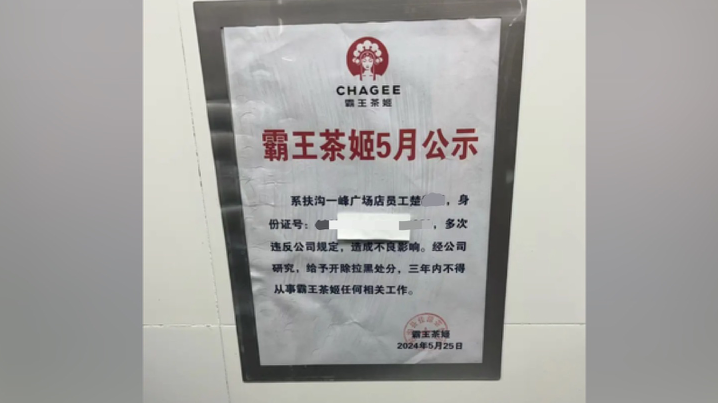 CHAGEE
霸王茶姬
霸王茶姬5月公示
系扶沟一峰广场店员工楚，身
份证号：，多次
违反公司规定，造成不良影响。经公司
研究，给予开除拉黑处分，三年内不得
从事霸王茶姬任何相关工作。
霸王茶姬
2024年5月25日